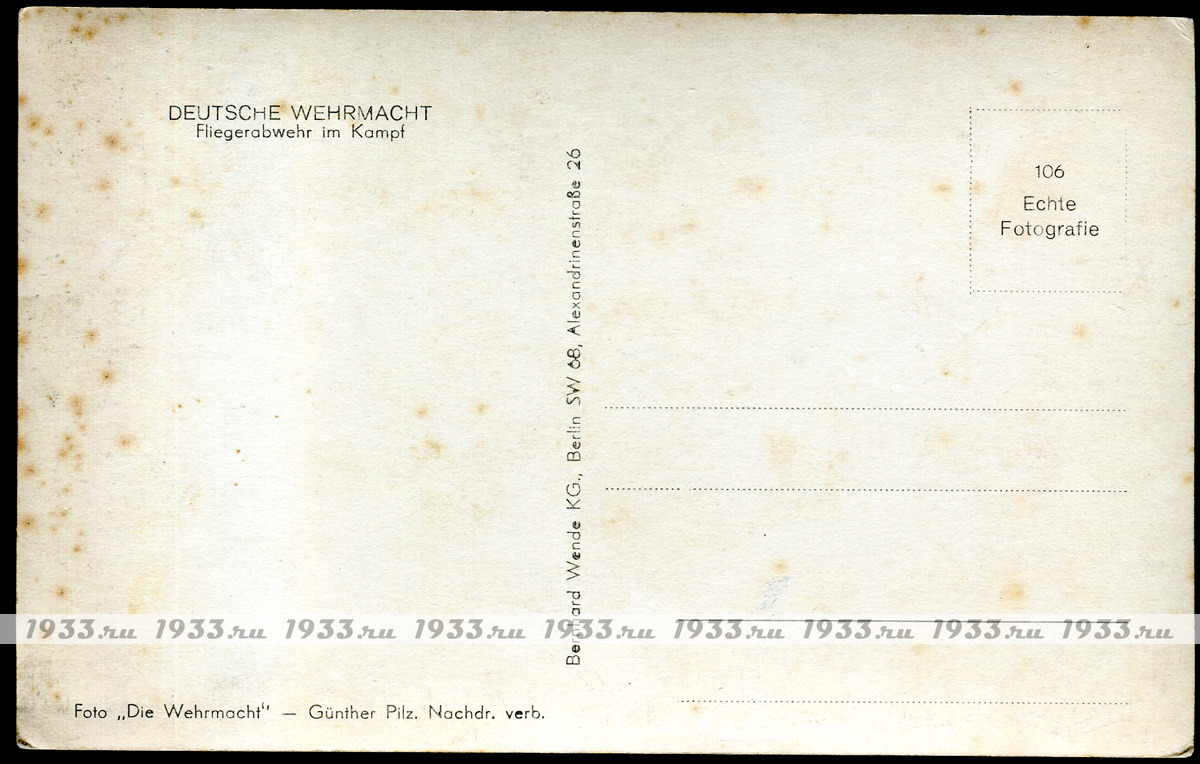 DEUTSCHE WEHRMACHT
Fliegerabwehr im Kampf
Bernhard Wende KG., Berlin SW 68, Alexandrinenstraße 26
106
Echte
Fotografie
1933.ru 1933.ru 1933.ru 1933.ru 1933.ru 1933.ru 1933.ru 1933.ru 1933.ru
Foto „Die Wehrmacht" — Günther Pilz. Nachdr. verb.